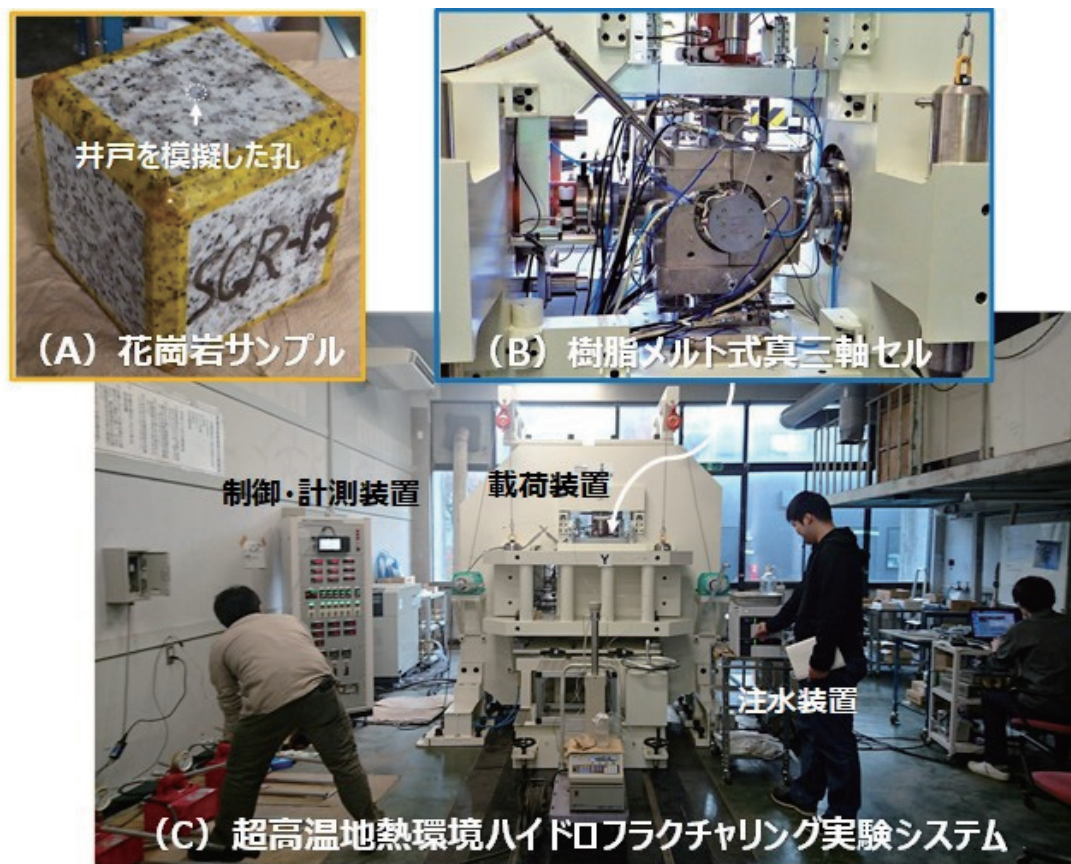 井戸を模擬した孔
SCR-15
(A) 花崗岩サンプル
(B) 樹脂メルト式真三軸セル
制御・計測装置
載荷装置
Y
注水装置
(C) 超高温地熱環境ハイドロフラクチャリング実験システム